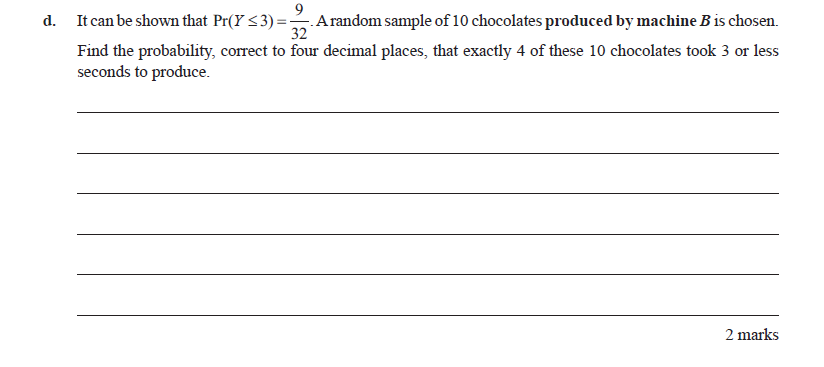 d. It can be shown that Pr(Y ≤ 3) = 9/32. A random sample of 10 chocolates produced by machine B is chosen.
Find the probability, correct to four decimal places, that exactly 4 of these 10 chocolates took 3 or less
seconds to produce.
2 marks